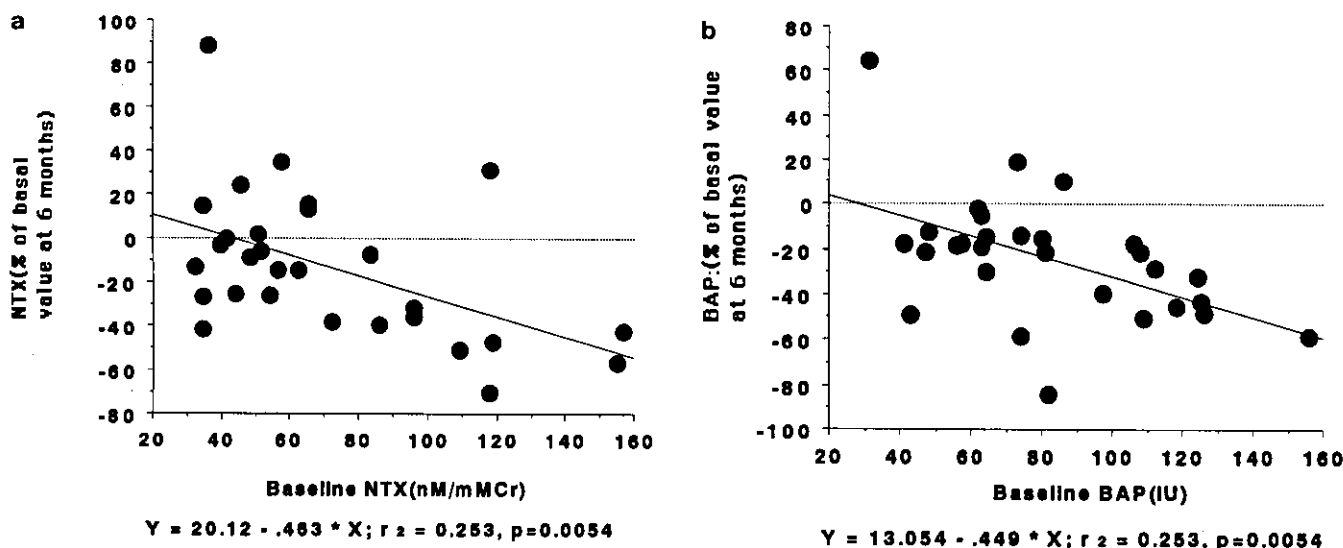 a
100
80
60
40
20
0
-20
-40
-60
-80
NTX(% of basal
value at 6 months)
20 40 60 80 100 120 140 160
Baseline NTX(nM/mMCr)
Y = 20.12 - .463 * X; r 2 = 0.253, p=0.0054
b
80
60
40
20
0
-20
-40
-60
-80
-100
BAP:(% of basal value
at 6 months)
20 40 60 80 100 120 140 160
Baseline BAP(IU)
Y = 13.054 - .449 * X; r 2 = 0.253, p=0.0054